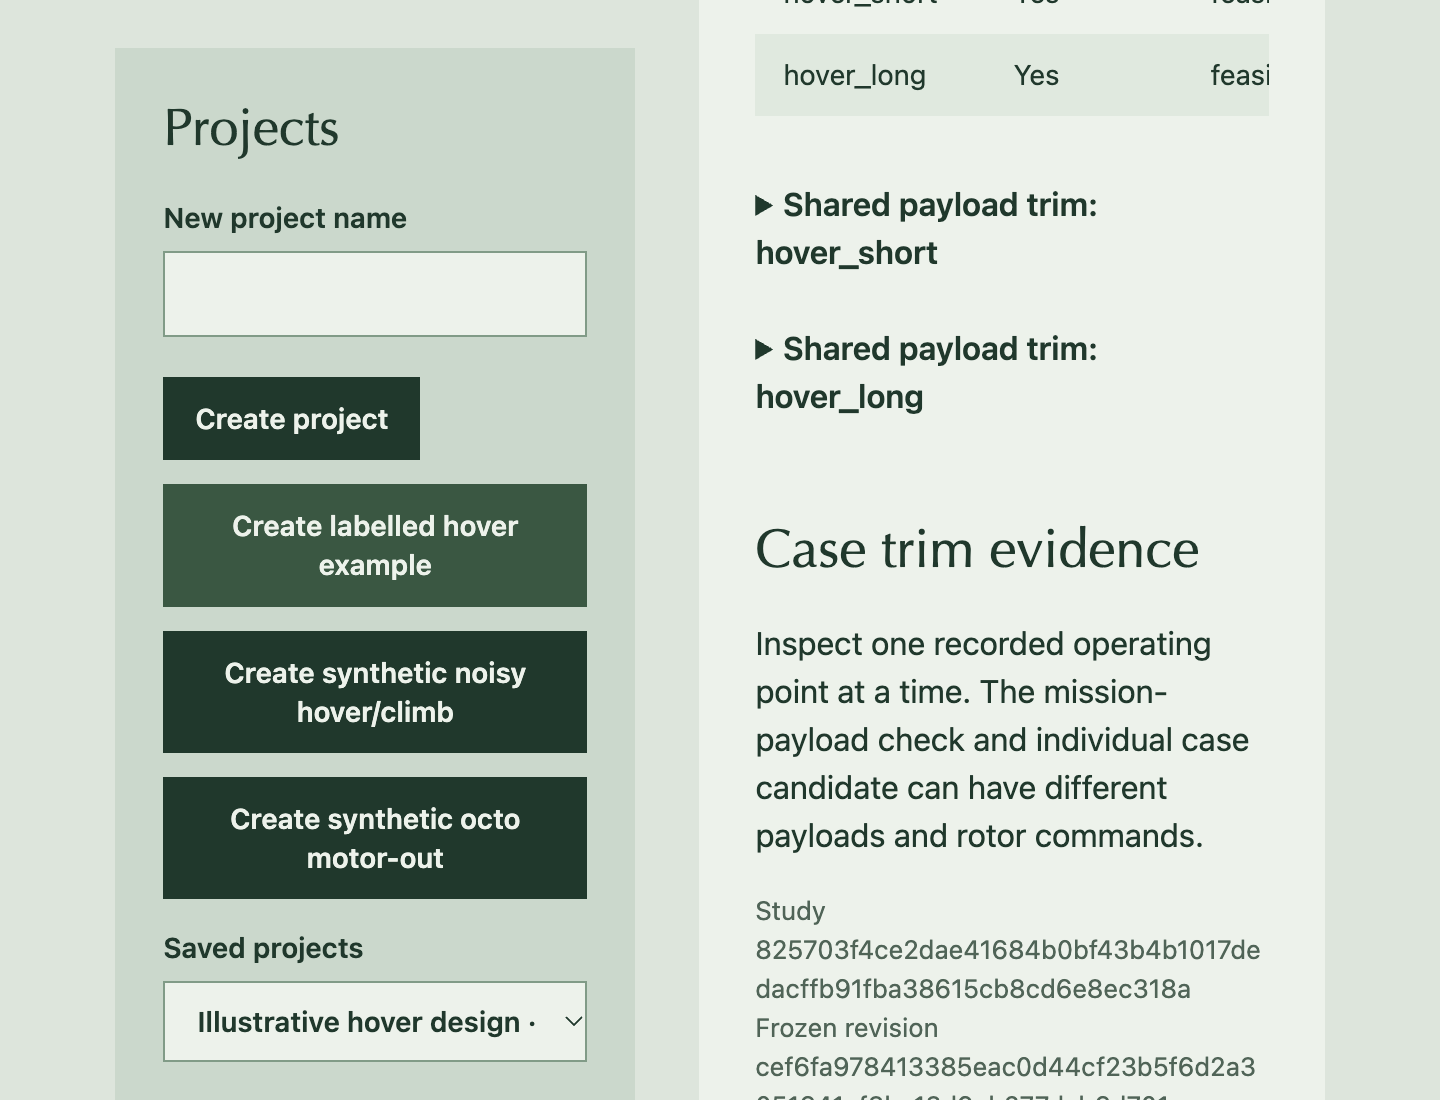 Projects
New project name
Create project
Create labelled hover
example
Create synthetic noisy
hover/climb
Create synthetic octo
motor-out
Saved projects
Illustrative hover design ·
hover_short Yes
hover_long Yes feasi
▶ Shared payload trim:
hover_short
▶ Shared payload trim:
hover_long
Case trim evidence
Inspect one recorded operating
point at a time. The mission-
payload check and individual case
candidate can have different
payloads and rotor commands.
Study
825703f4ce2dae41684b0bf43b4b1017de
dacffb91fba38615cb8cd6e8ec318a
Frozen revision
cef6fa978413385eac0d44cf23b5f6d2a3